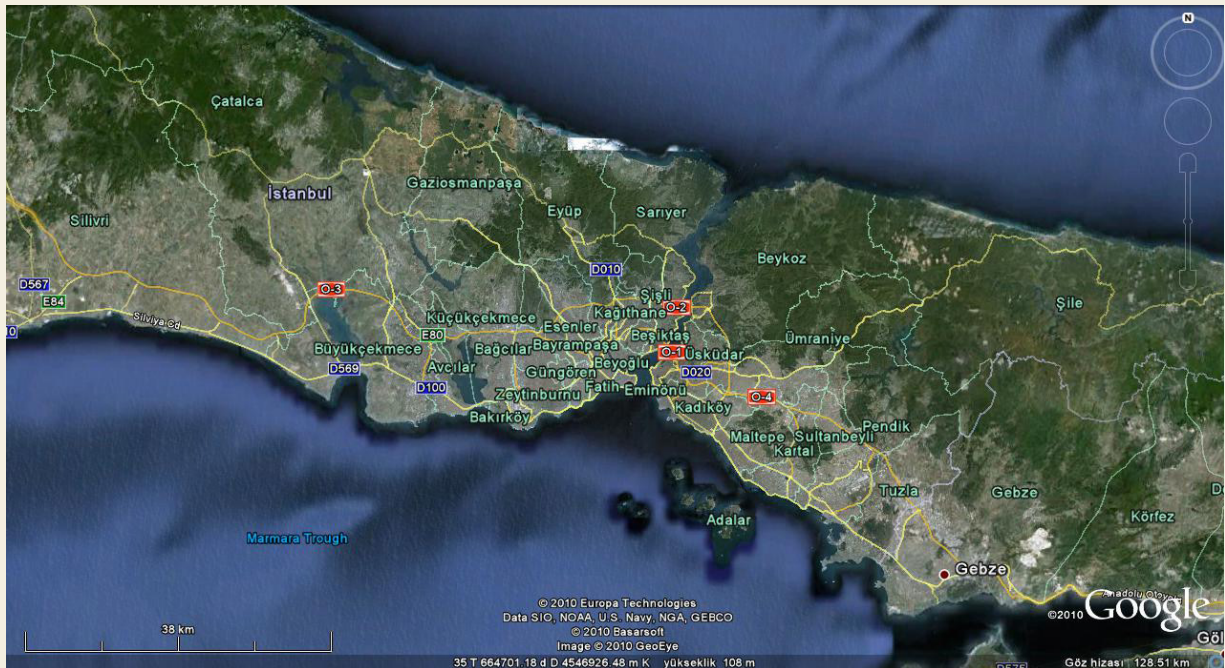 N
Çatalca
İstanbul
Gaziosmanpaşa
Silivri
Eyüp
Sarıyer
Beykoz
D010
D567
E84
O-3
Şişli
O-2
Şile
Silviya Cd
Küçükçekmece
Kağıthane
Esenler
E80
Beşiktaş
Ümraniye
Büyükçekmece
Bağcılar
Bayrampaşa
O-1
Üsküdar
Avcılar
Beyoğlu
D569
Güngören
D020
D100
Fatih
Eminönü
Zeytinburnu
O-4
Kadıköy
Bakırköy
Maltepe
Sultanbeyli
Pendik
Kartal
Tuzla
Gebze
Körfez
Adalar
Marmara Trough
Gebze
Anadolu Otoyolu
© 2010 Europa Technologies
Data SIO, NOAA, U.S. Navy, NGA, GEBCO
© 2010 Basarsoft
Image © 2010 GeoEye
©2010 Google
38 km
35 T 664701.18 d D 4546926.48 m K yükseklik 108 m
Göz hizası 128.51 km